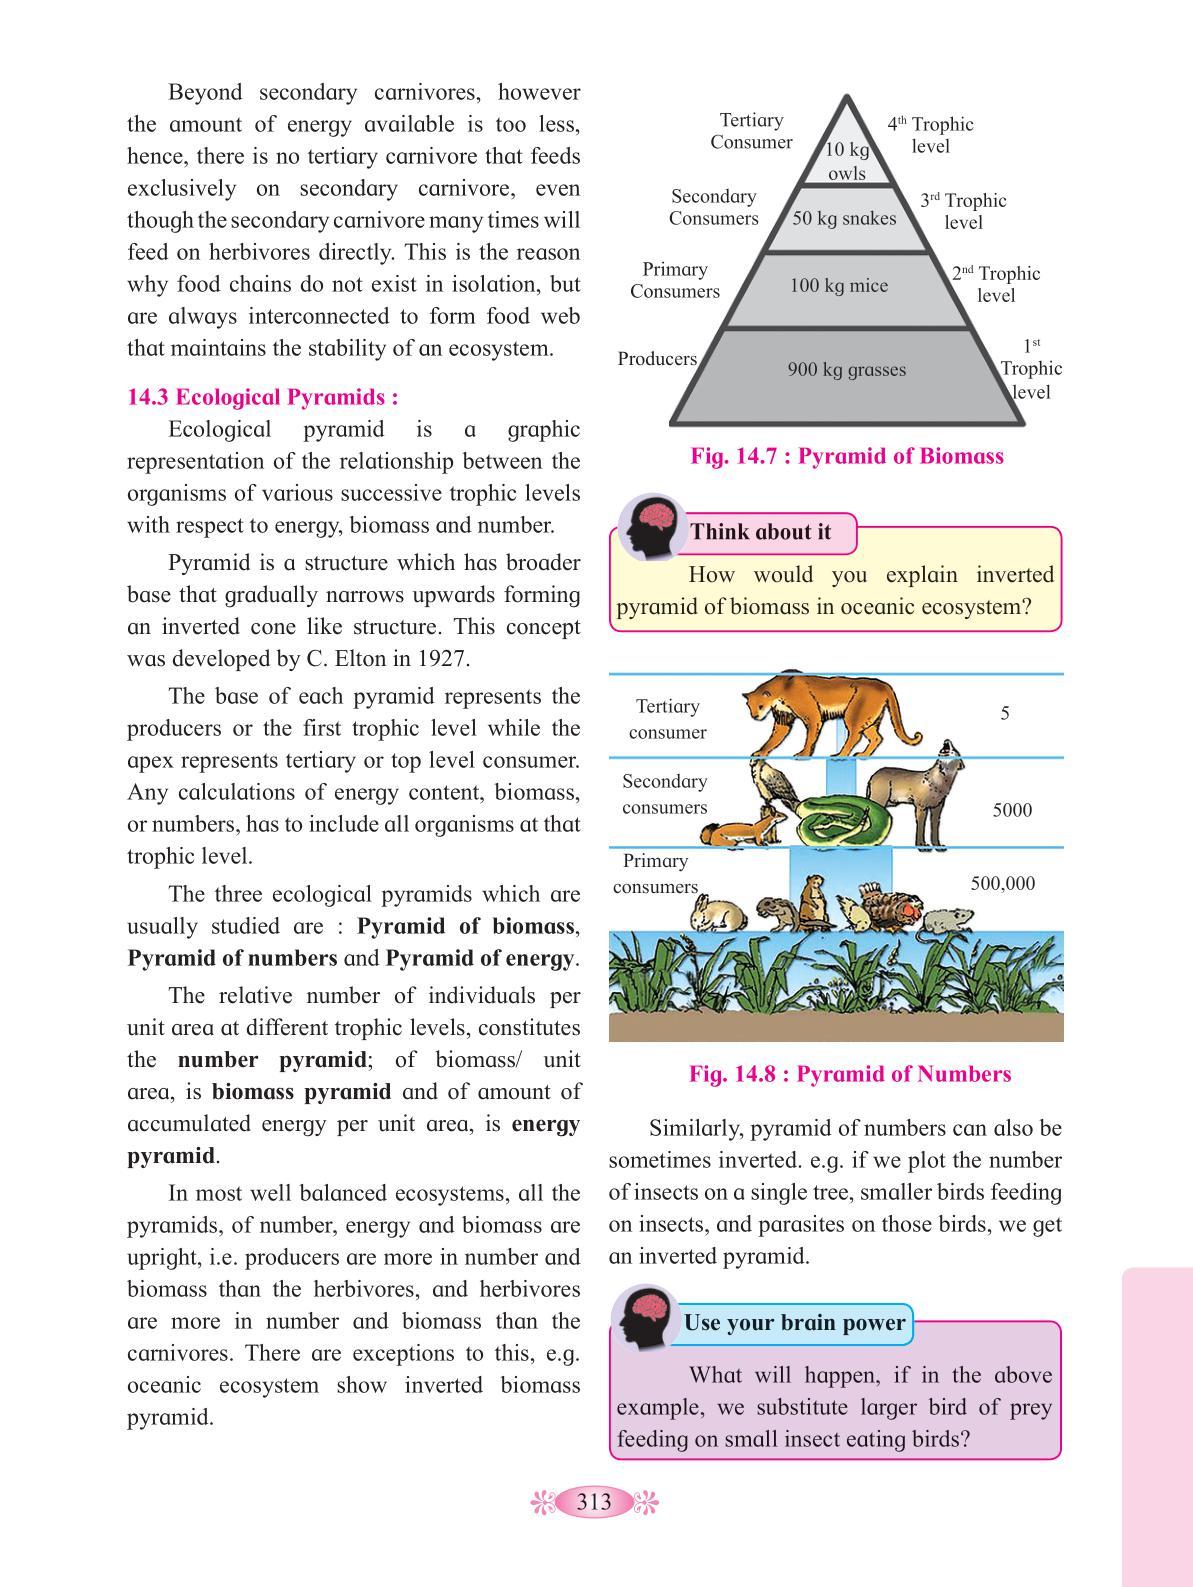 Beyond secondary carnivores, however
the amount of energy available is too less,
hence, there is no tertiary carnivore that feeds
exclusively on secondary carnivore, even
though the secondary carnivore many times will
feed on herbivores directly. This is the reason
why food chains do not exist in isolation, but
are always interconnected to form food web
that maintains the stability of an ecosystem.
14.3 Ecological Pyramids :
Ecological pyramid is a graphic
representation of the relationship between the
organisms of various successive trophic levels
with respect to energy, biomass and number.
Pyramid is a structure which has broader
base that gradually narrows upwards forming
an inverted cone like structure. This concept
was developed by C. Elton in 1927.
The base of each pyramid represents the
producers or the first trophic level while the
apex represents tertiary or top level consumer.
Any calculations of energy content, biomass,
or numbers, has to include all organisms at that
trophic level.
The three ecological pyramids which are
usually studied are : Pyramid of biomass,
Pyramid of numbers and Pyramid of energy.
The relative number of individuals per
unit area at different trophic levels, constitutes
the number pyramid; of biomass/ unit
area, is biomass pyramid and of amount of
accumulated energy per unit area, is energy
pyramid.
In most well balanced ecosystems, all the
pyramids, of number, energy and biomass are
upright, i.e. producers are more in number and
biomass than the herbivores, and herbivores
are more in number and biomass than the
carnivores. There are exceptions to this, e.g.
oceanic ecosystem show inverted biomass
pyramid.
Tertiary
Consumer
10 kg
owls
4th Trophic
level
Secondary
Consumers
50 kg snakes
3rd Trophic
level
Primary
Consumers
100 kg mice
2nd Trophic
level
Producers
900 kg grasses
1st
Trophic
level
Fig. 14.7 : Pyramid of Biomass
Think about it
How would you explain inverted
pyramid of biomass in oceanic ecosystem?
Tertiary
consumer
5
Secondary
consumers
5000
Primary
consumers
500,000
Fig. 14.8 : Pyramid of Numbers
Similarly, pyramid of numbers can also be
sometimes inverted. e.g. if we plot the number
of insects on a single tree, smaller birds feeding
on insects, and parasites on those birds, we get
an inverted pyramid.
Use your brain power
What will happen, if in the above
example, we substitute larger bird of prey
feeding on small insect eating birds?
313